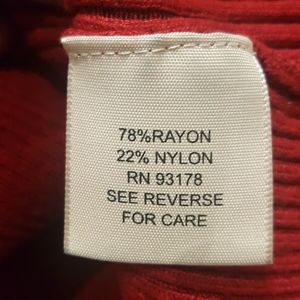 78%RAYON
22% NYLON
RN 93178
SEE REVERSE
FOR CARE